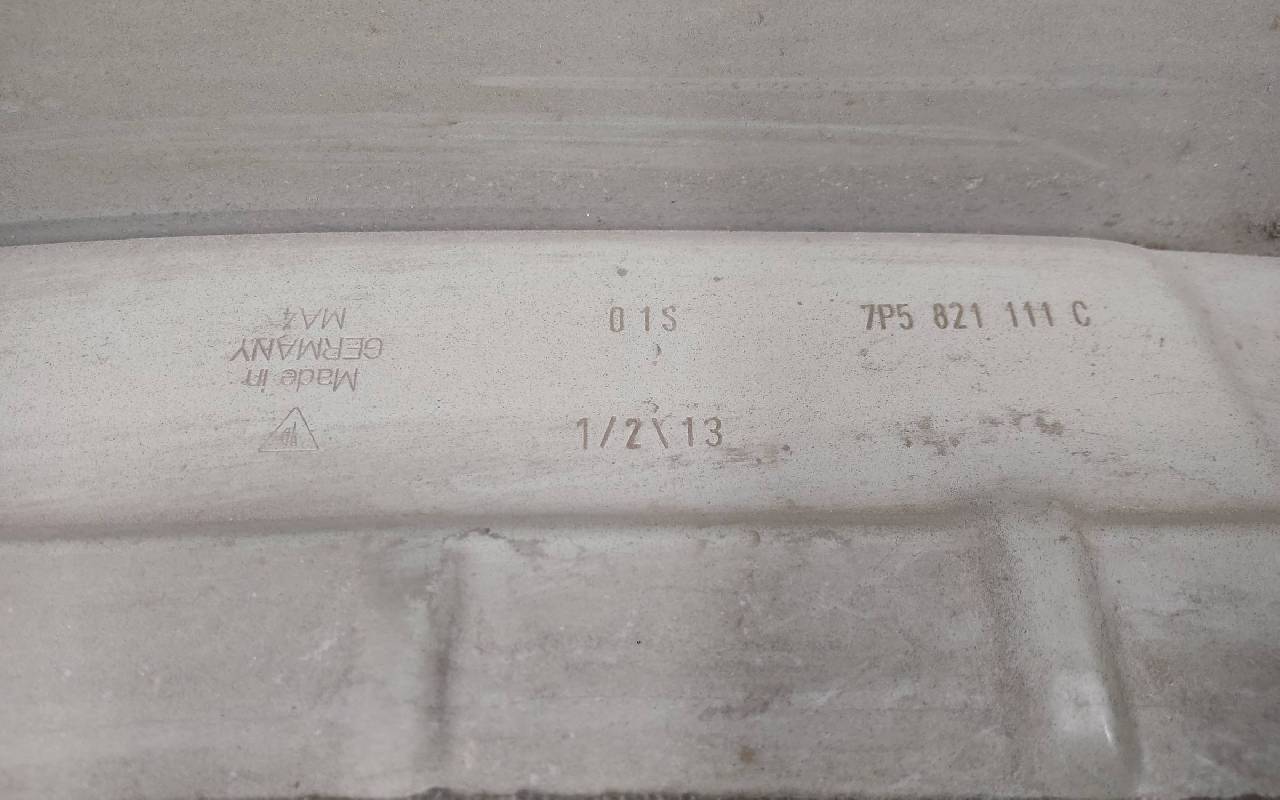 01S
7P5 821 111 C
1/2\13
Made in
GERMANY
MA4